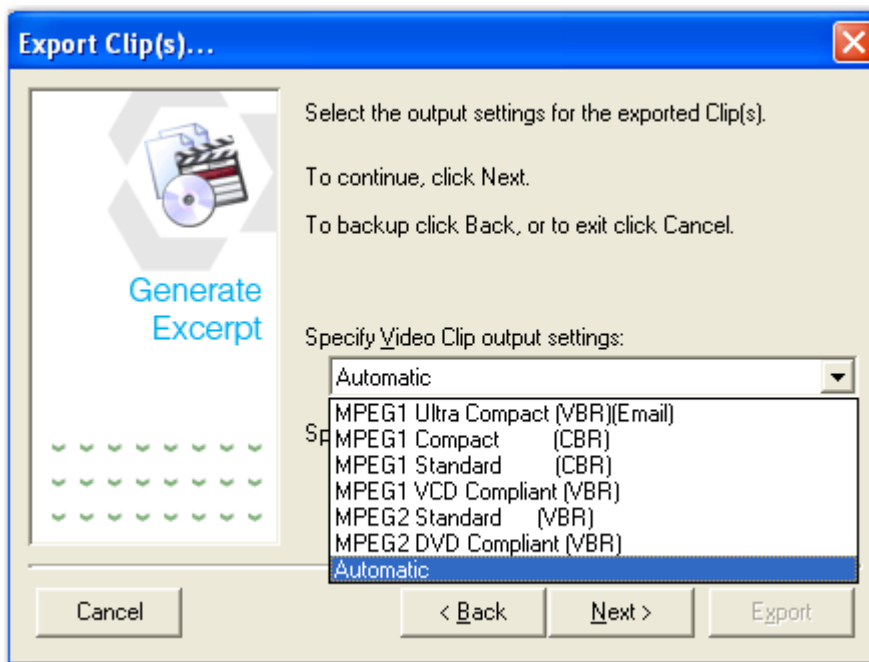 Export Clip(s)...
Select the output settings for the exported Clip(s).
To continue, click Next.
To backup click Back, or to exit click Cancel.
Generate
Excerpt
Specify Video Clip output settings:
Automatic
MPEG1 Ultra Compact (VBR)(Email)
MPEG1 Compact (CBR)
MPEG1 Standard (CBR)
MPEG1 VCD Compliant (VBR)
MPEG2 Standard (VBR)
MPEG2 DVD Compliant (VBR)
Automatic
Cancel
< Back
Next >
Export